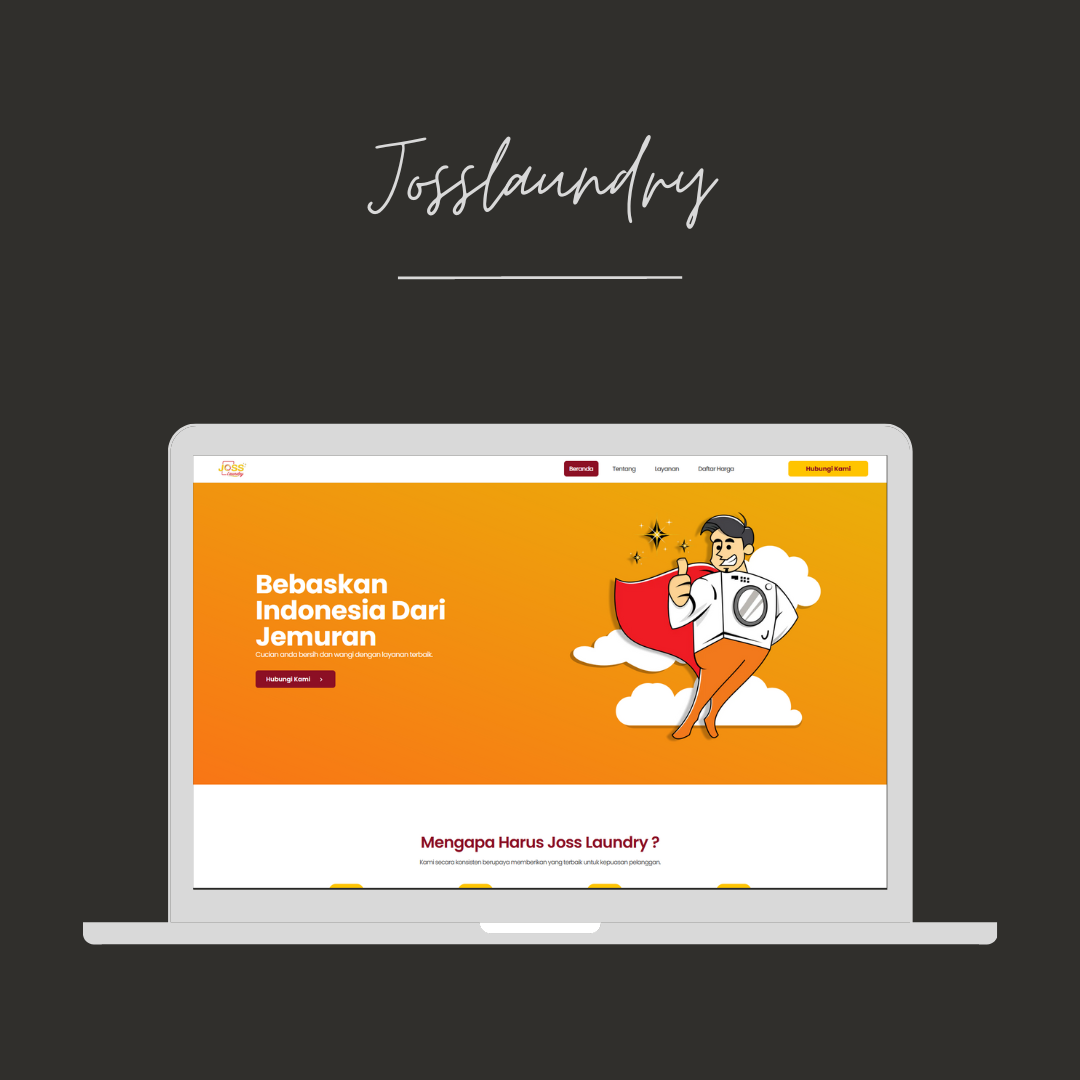 Josslaundry
JOSS
Laundry
Beranda Tentang Layanan Daftar Harga Hubungi Kami
Bebaskan
Indonesia Dari
Jemuran
Cucian anda bersih dan wangi dengan layanan terbaik.
Hubungi Kami >
Mengapa Harus Joss Laundry ?
Kami secara konsisten berupaya memberikan yang terbaik untuk kepuasan pelanggan.